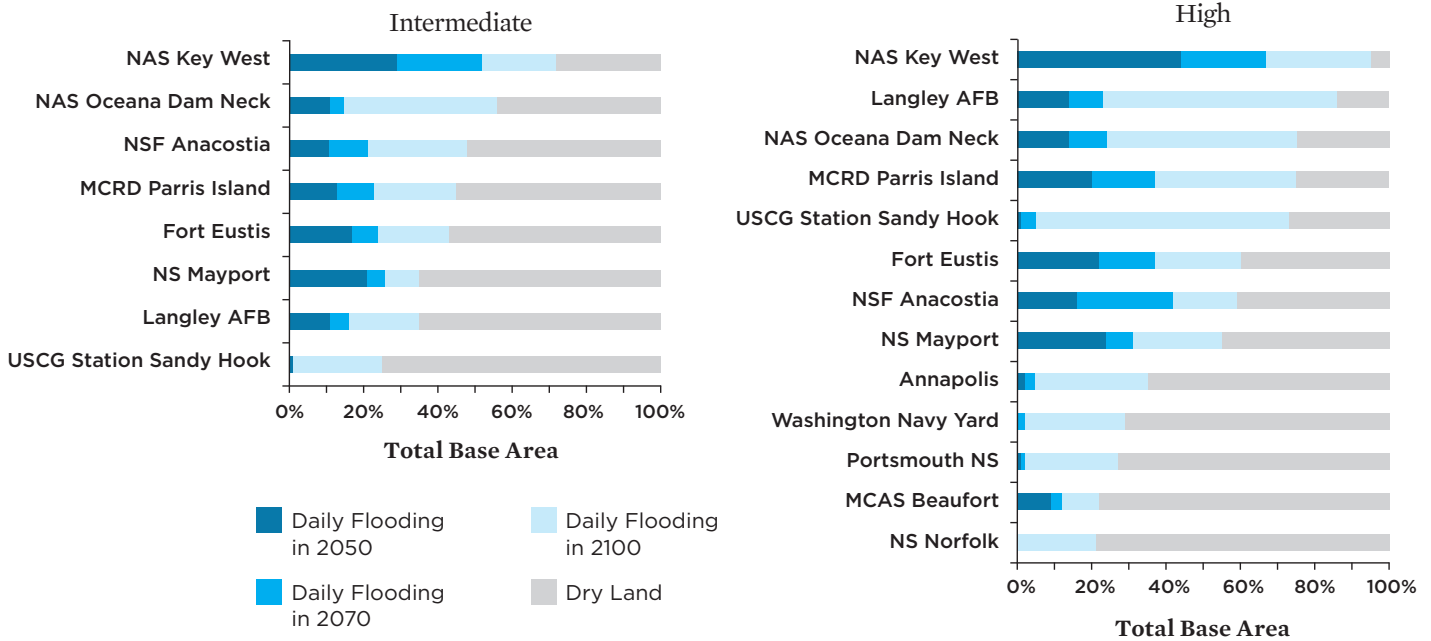 Intermediate
NAS Key West
NAS Oceana Dam Neck
NSF Anacostia
MCRD Parris Island
Fort Eustis
NS Mayport
Langley AFB
USCG Station Sandy Hook
0% 20% 40% 60% 80% 100%
Total Base Area
Daily Flooding
in 2050
Daily Flooding
in 2070
Daily Flooding
in 2100
Dry Land
High
NAS Key West
Langley AFB
NAS Oceana Dam Neck
MCRD Parris Island
USCG Station Sandy Hook
Fort Eustis
NSF Anacostia
NS Mayport
Annapolis
Washington Navy Yard
Portsmouth NS
MCAS Beaufort
NS Norfolk
0% 20% 40% 60% 80% 100%
Total Base Area